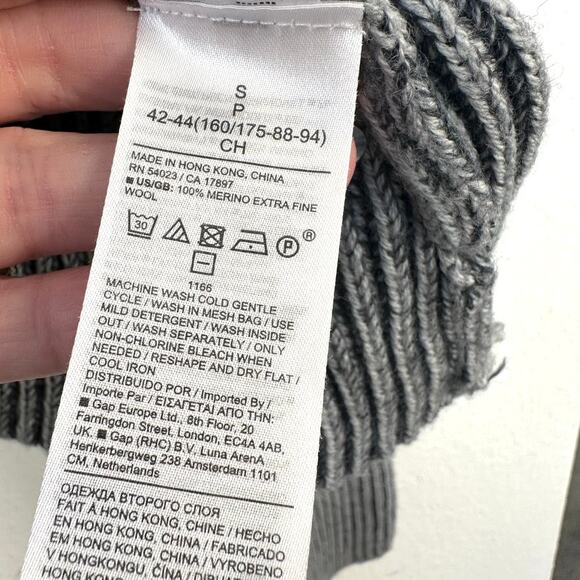 S
P
42-44(160/175-88-94)
CH
MADE IN HONG KONG, CHINA
RN 54023 / CA 17897
■ US/GB: 100% MERINO EXTRA FINE
WOOL
30 P ®
1166
MACHINE WASH COLD GENTLE
CYCLE / WASH IN MESH BAG / USE
MILD DETERGENT / WASH INSIDE
OUT / WASH SEPARATELY / ONLY
NON-CHLORINE BLEACH WHEN
NEEDED / RESHAPE AND DRY FLAT /
COOL IRON
DISTRIBUIDO POR / Imported By /
Importe Par / ΕΙΣΑΓΕΤΑΙ ΑΠΟ ΤΗΝ:
■ Gap Europe Ltd., 8th Floor, 20
Farringdon Street, London, EC4A 4AB,
UK. ■ Gap (RHC) B.V. Luna ArenA
Herikerbergweg 238 Amsterdam 1101
CM, Netherlands
ОДЕЖДА ВТОРОГО СЛОЯ
FAIT À HONG KONG, CHINE / HECHO
EN HONG KONG, CHINA / FABRICADO
EM HONG KONG, CHINA / VYROBENO
V HONGKONGU, ČÍNA /